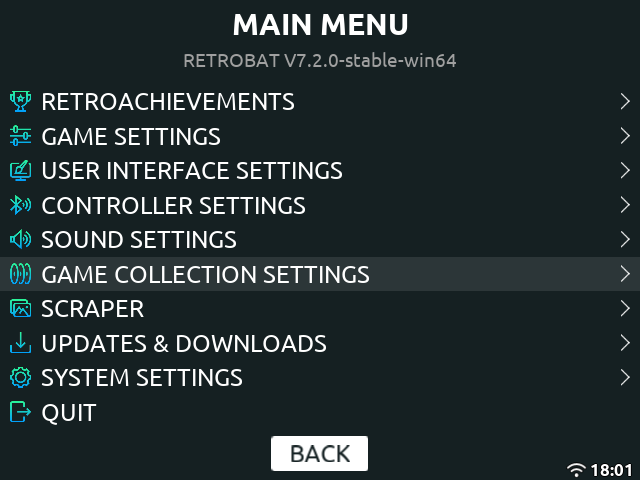 MAIN MENU
RETROBAT V7.2.0-stable-win64
RETROACHIEVEMENTS
GAME SETTINGS
USER INTERFACE SETTINGS
CONTROLLER SETTINGS
SOUND SETTINGS
GAME COLLECTION SETTINGS
SCRAPER
UPDATES & DOWNLOADS
SYSTEM SETTINGS
QUIT
BACK
18:01